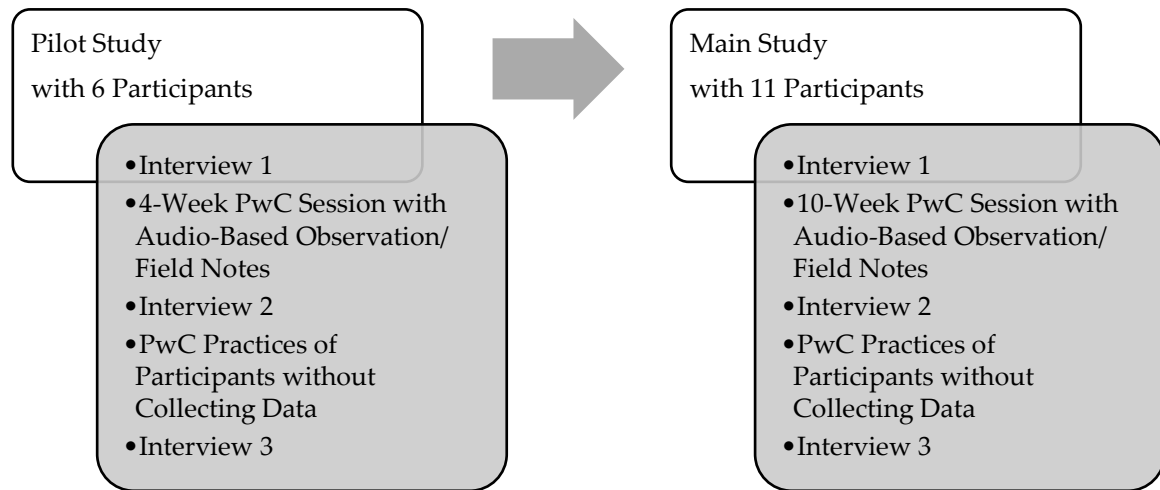 Pilot Study
with 6 Participants
•Interview 1
•4-Week PwC Session with
Audio-Based Observation/
Field Notes
•Interview 2
•PwC Practices of
Participants without
Collecting Data
•Interview 3
Main Study
with 11 Participants
•Interview 1
•10-Week PwC Session with
Audio-Based Observation/
Field Notes
•Interview 2
•PwC Practices of
Participants without
Collecting Data
•Interview 3